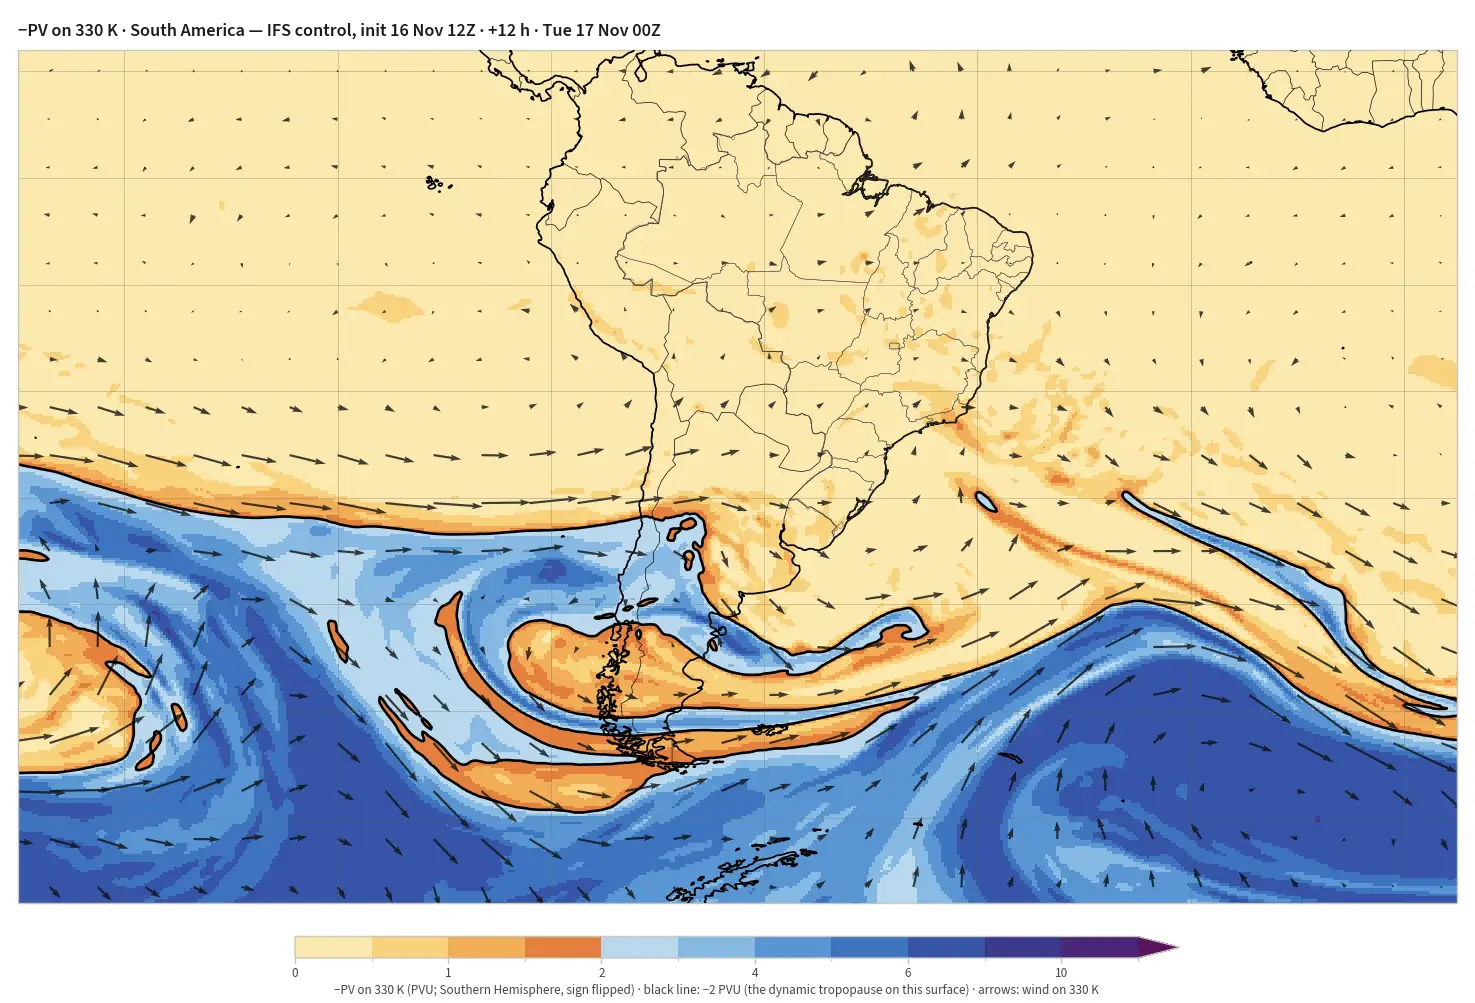 −PV on 330 K · South America — IFS control, init 16 Nov 12Z · +12 h · Tue 17 Nov 00Z
0 1 2 4 6 10
−PV on 330 K (PVU; Southern Hemisphere, sign flipped) · black line: −2 PVU (the dynamic tropopause on this surface) · arrows: wind on 330 K